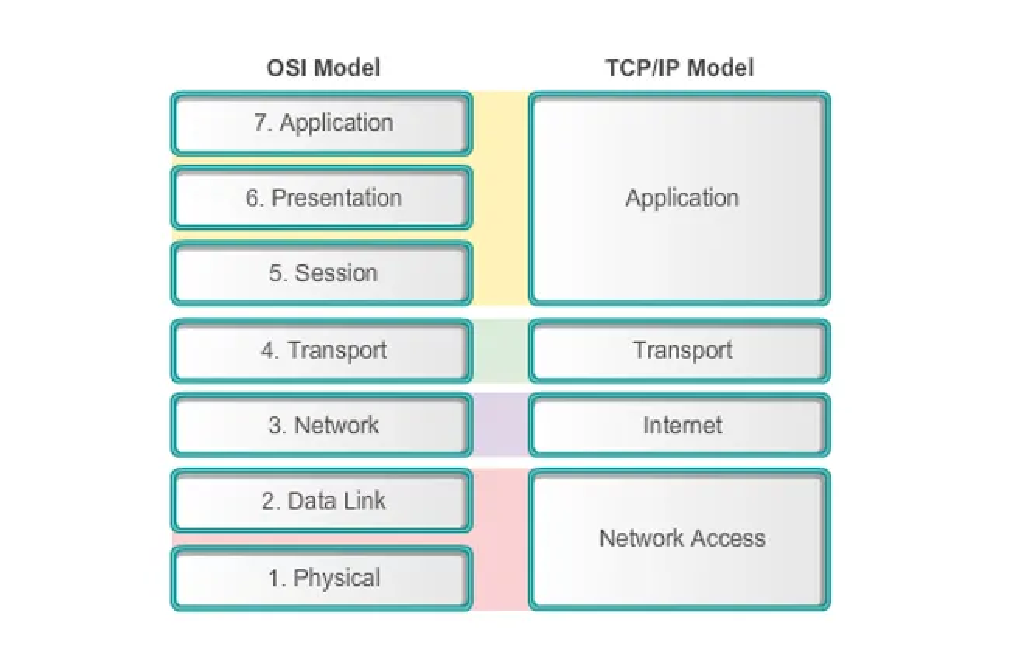 OSI Model
TCP/IP Model
7. Application
6. Presentation
5. Session
Application
4. Transport
Transport
3. Network
Internet
2. Data Link
1. Physical
Network Access